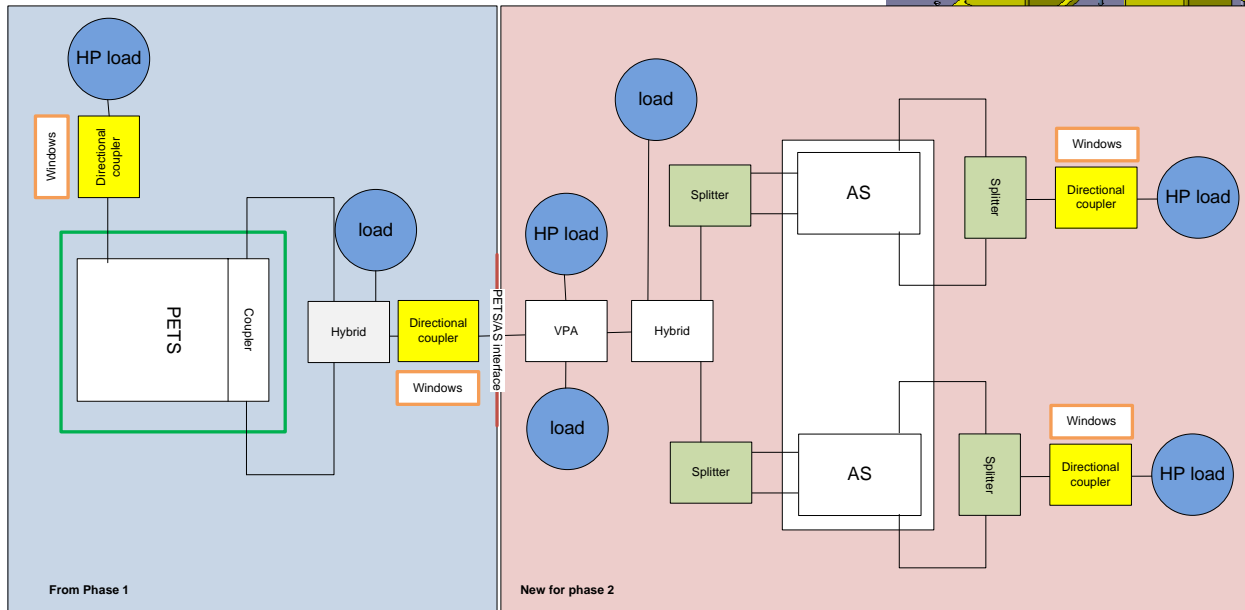 HP load
Windows
Directional
coupler
PETS
Coupler
load
Hybrid
Directional
coupler
Windows
From Phase 1
PETS/AS interface
HP load
VPA
load
load
Hybrid
Splitter
Splitter
AS
AS
Splitter
Windows
Directional
coupler
HP load
Splitter
Windows
Directional
coupler
HP load
New for phase 2